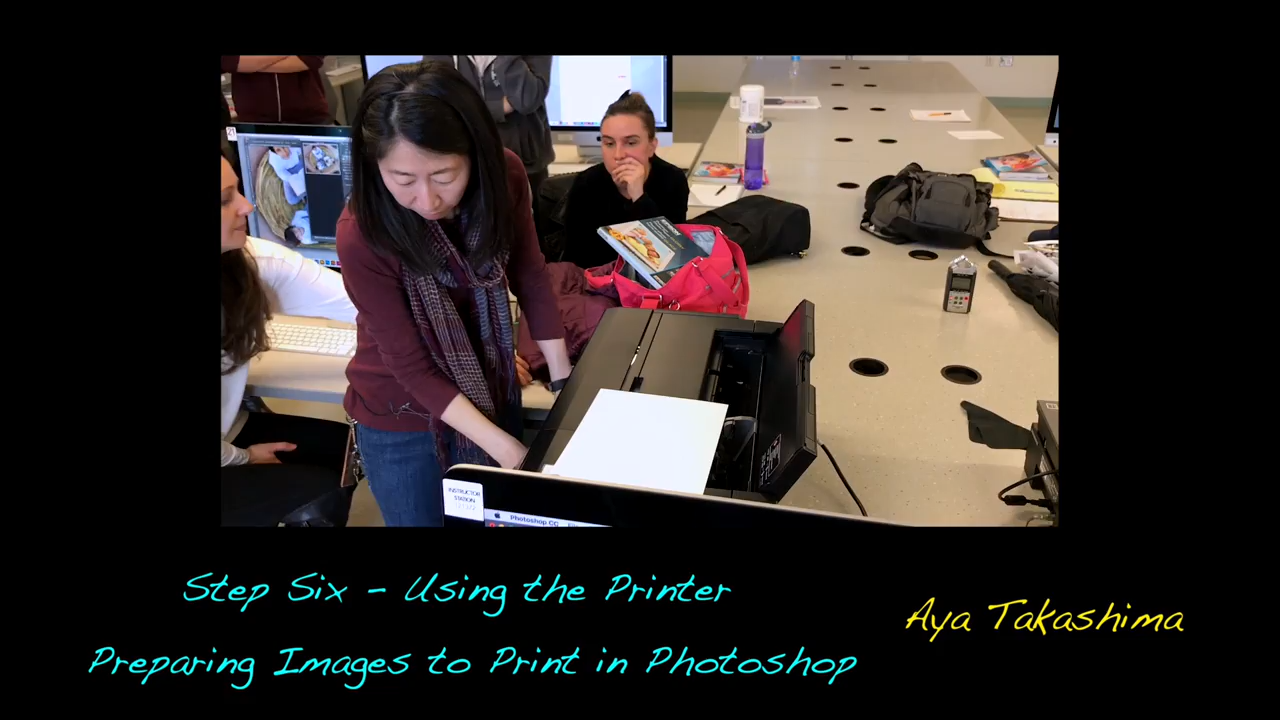 INSTRUCTOR
STATION
Photoshop CC
Step Six - Using the Printer
Preparing Images to Print in Photoshop
Aya Takashima